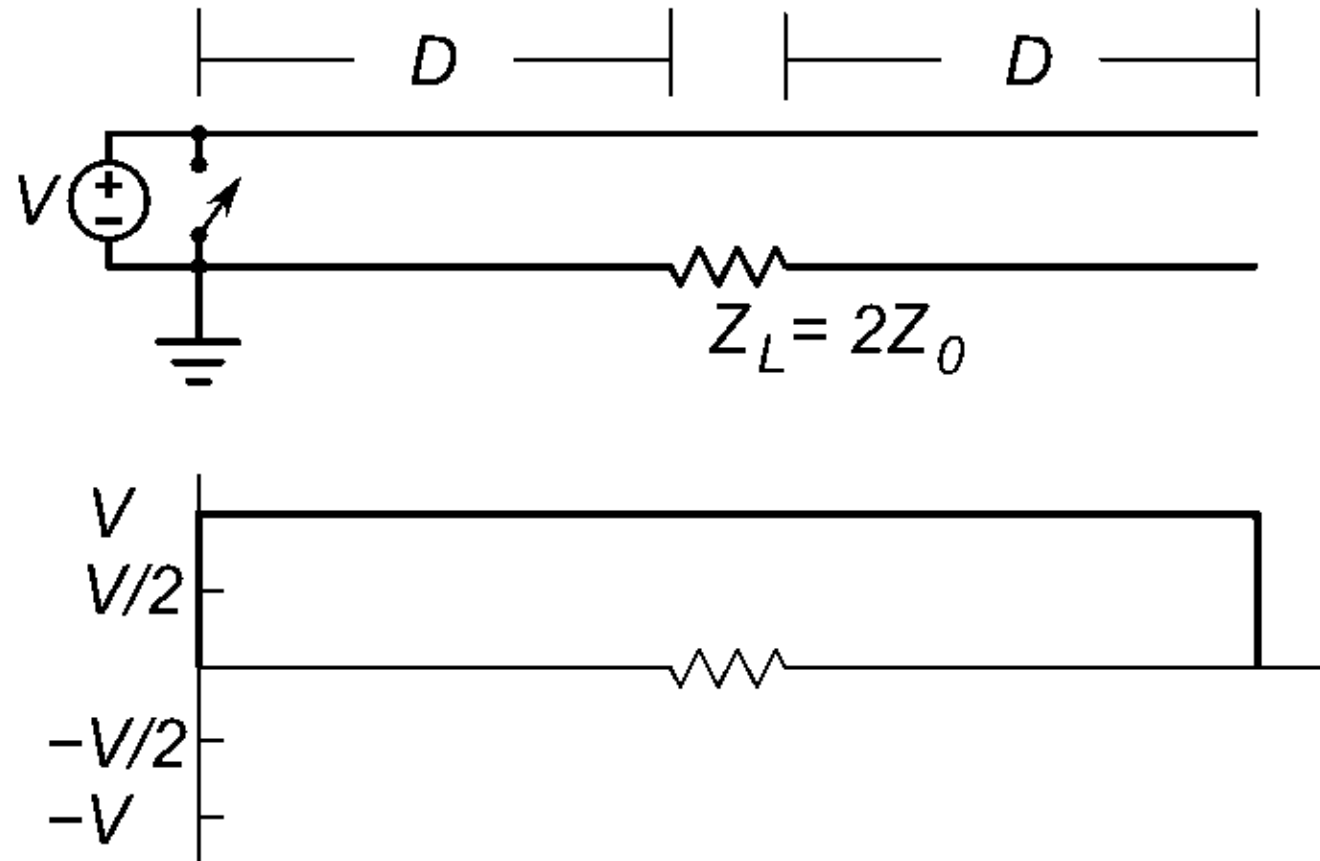 D D
V + −
Z_L = 2Z_0
V
V/2
−V/2
−V